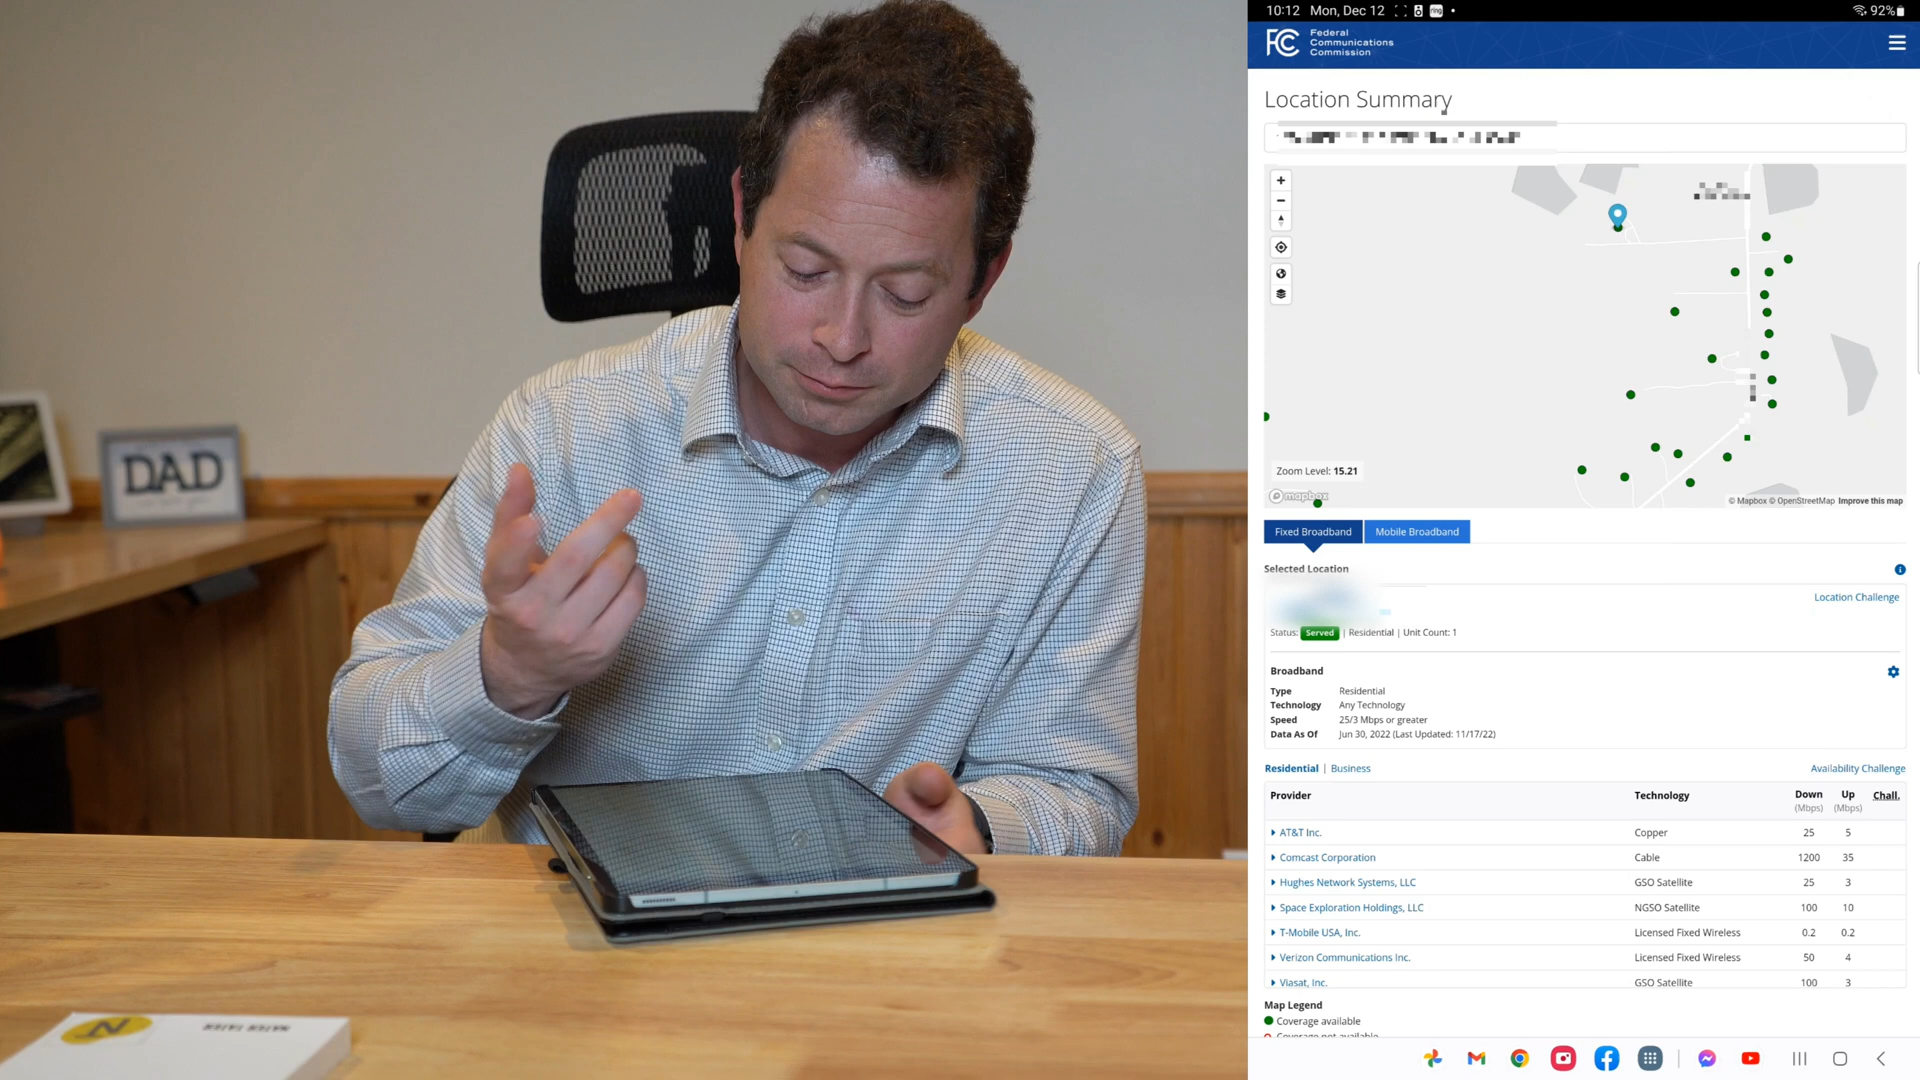 DAD
10:12 Mon, Dec 12
ring
92%
FCC Federal Communications Commission
Location Summary
Zoom Level: 15.21
mapbox
© Mapbox © OpenStreetMap Improve this map
Fixed Broadband
Mobile Broadband
Selected Location
Location Challenge
Status: Served | Residential | Unit Count: 1
Broadband
Type Residential
Technology Any Technology
Speed 25/3 Mbps or greater
Data As Of Jun 30, 2022 (Last Updated: 11/17/22)
Residential | Business
Availability Challenge
Provider Technology Down (Mbps) Up (Mbps) Chall.
AT&T Inc. Copper 25 5
Comcast Corporation Cable 1200 35
Hughes Network Systems, LLC GSO Satellite 25 3
Space Exploration Holdings, LLC NGSO Satellite 100 10
T-Mobile USA, Inc. Licensed Fixed Wireless 0.2 0.2
Verizon Communications Inc. Licensed Fixed Wireless 50 4
Viasat, Inc. GSO Satellite 100 3
Map Legend
Coverage available
Coverage not available